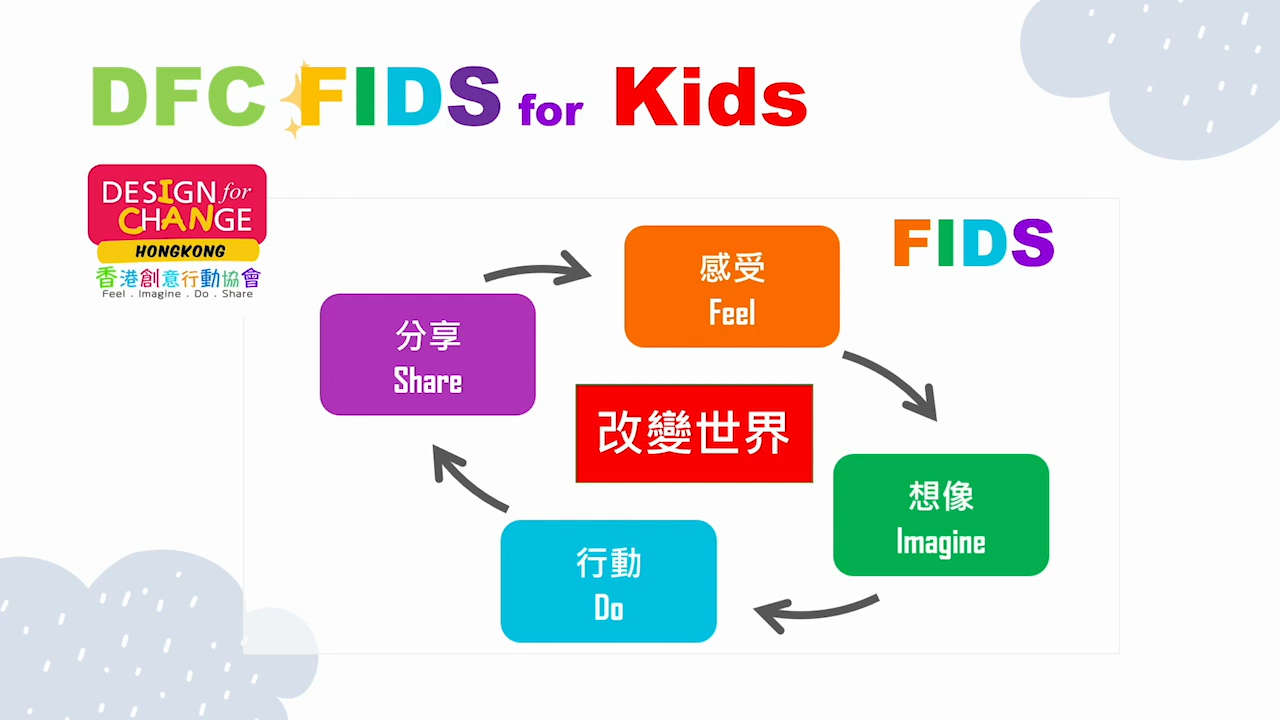 DFC FIDS for Kids
DESIGN for
CHANGE
HONGKONG
香港創意行動協會
Feel . Imagine . Do . Share
FIDS
感受
Feel
分享
Share
改變世界
想像
Imagine
行動
Do